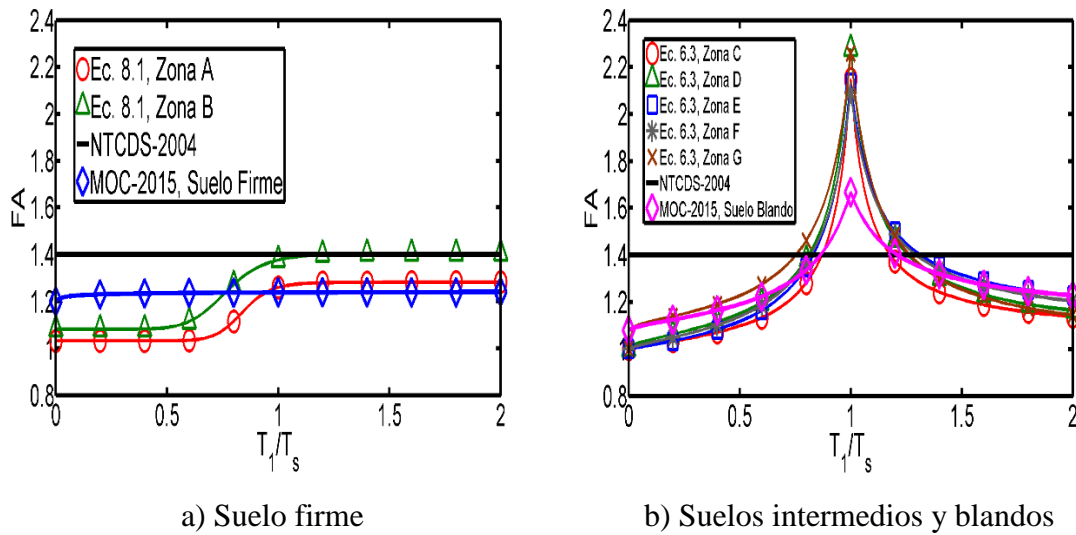 2.4
2.2
2
1.8
1.6
1.4
1.2
1
0.8
FA
Ec. 8.1, Zona A
Ec. 8.1, Zona B
NTCDS-2004
MOC-2015, Suelo Firme
0
0.5
1
1.5
2
T1/Ts
a) Suelo firme
2.4
2.2
2
1.8
1.6
1.4
1.2
1
0.8
FA
Ec. 6.3, Zona C
Ec. 6.3, Zona D
Ec. 6.3, Zona E
Ec. 6.3, Zona F
Ec. 6.3, Zona G
NTCDS-2004
MOC-2015, Suelo Blando
0
0.5
1
1.5
2
T1/Ts
b) Suelos intermedios y blandos